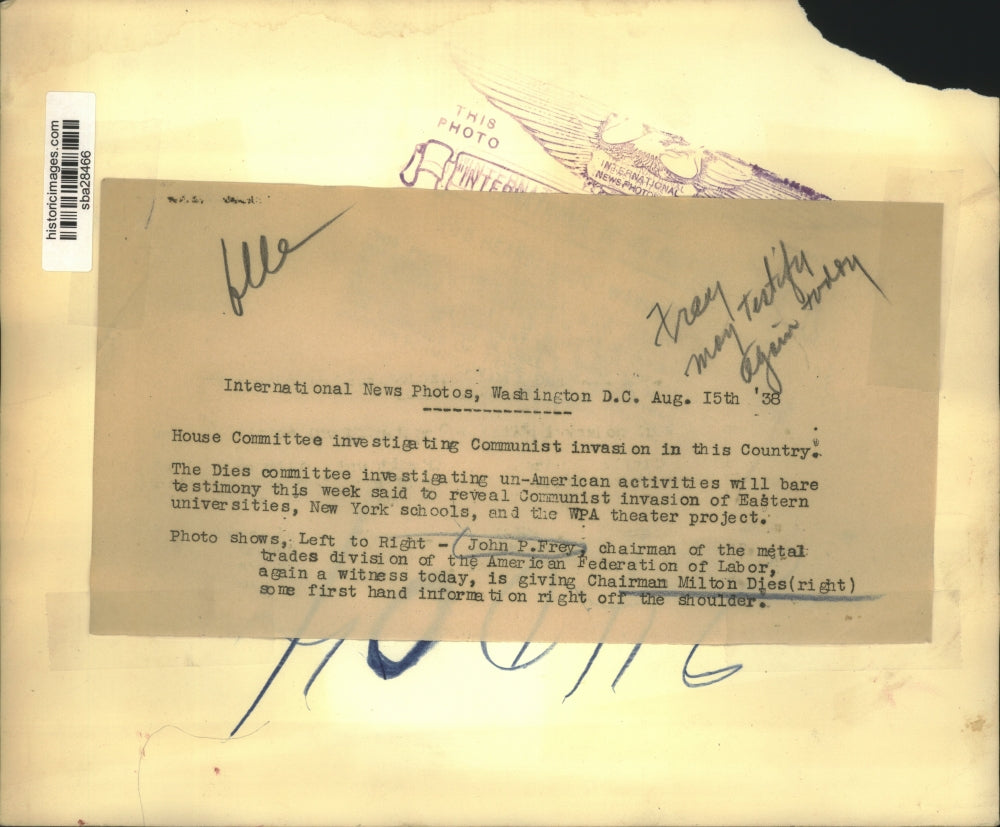 historicimages.com
sba28466
THIS
PHOTO
INTERNATIONAL
NEWS PHOTO
Frey
may testify
again today
International News Photos, Washington D.C. Aug. I5th '38
---------------
House Committee investigating Communist invasion in this Country.
The Dies committee investigating un-American activities will bare
testimony this week said to reveal Communist invasion of Eastern
universities, New York schools, and the WPA theater project.
Photo shows, Left to Right - John P.Frey, chairman of the metal
trades division of the American Federation of Labor,
again a witness today, is giving Chairman Milton Dies(right)
some first hand information right off the shoulder.